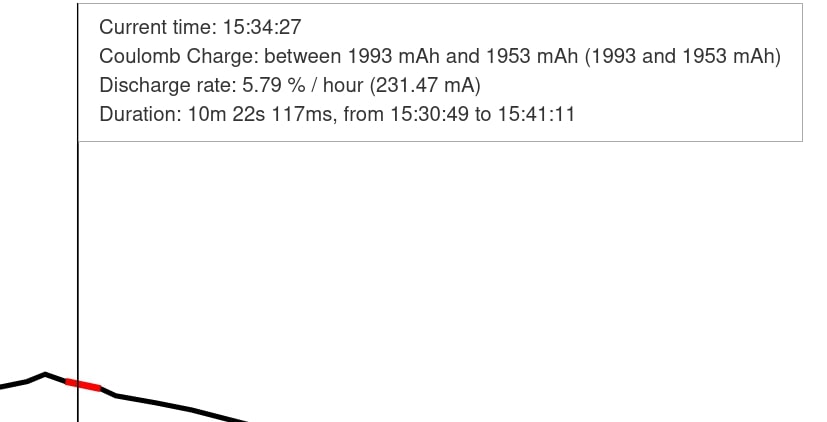 Current time: 15:34:27
Coulomb Charge: between 1993 mAh and 1953 mAh (1993 and 1953 mAh)
Discharge rate: 5.79 % / hour (231.47 mA)
Duration: 10m 22s 117ms, from 15:30:49 to 15:41:11